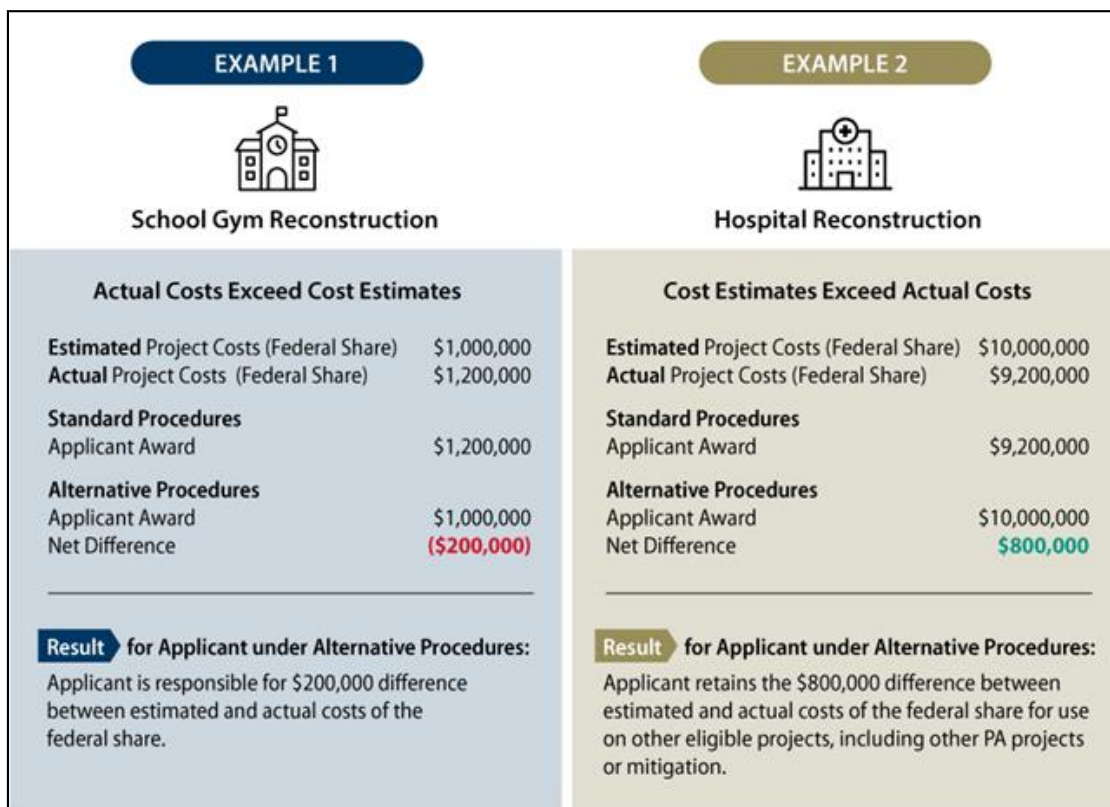 EXAMPLE 1
School Gym Reconstruction
Actual Costs Exceed Cost Estimates
Estimated Project Costs (Federal Share) $1,000,000
Actual Project Costs (Federal Share) $1,200,000
Standard Procedures
Applicant Award $1,200,000
Alternative Procedures
Applicant Award $1,000,000
Net Difference ($200,000)
Result for Applicant under Alternative Procedures:
Applicant is responsible for $200,000 difference
between estimated and actual costs of the
federal share.
EXAMPLE 2
Hospital Reconstruction
Cost Estimates Exceed Actual Costs
Estimated Project Costs (Federal Share) $10,000,000
Actual Project Costs (Federal Share) $9,200,000
Standard Procedures
Applicant Award $9,200,000
Alternative Procedures
Applicant Award $10,000,000
Net Difference $800,000
Result for Applicant under Alternative Procedures:
Applicant retains the $800,000 difference between
estimated and actual costs of the federal share for use
on other eligible projects, including other PA projects
or mitigation.